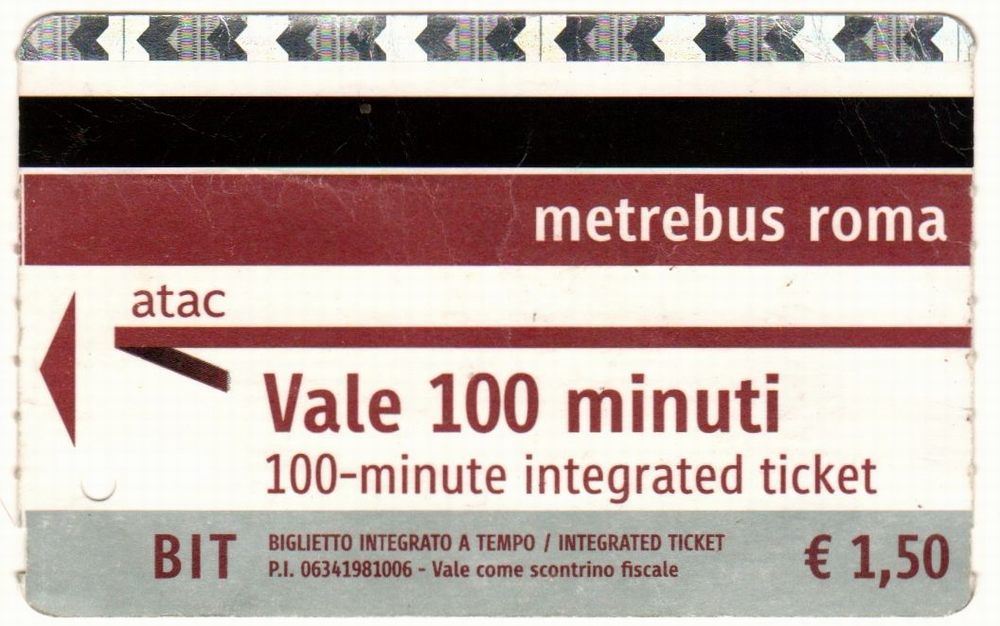 metrebus roma
atac
Vale 100 minuti
100-minute integrated ticket
BIT
BIGLIETTO INTEGRATO A TEMPO / INTEGRATED TICKET
P.I. 06341981006 - Vale come scontrino fiscale
€ 1,50